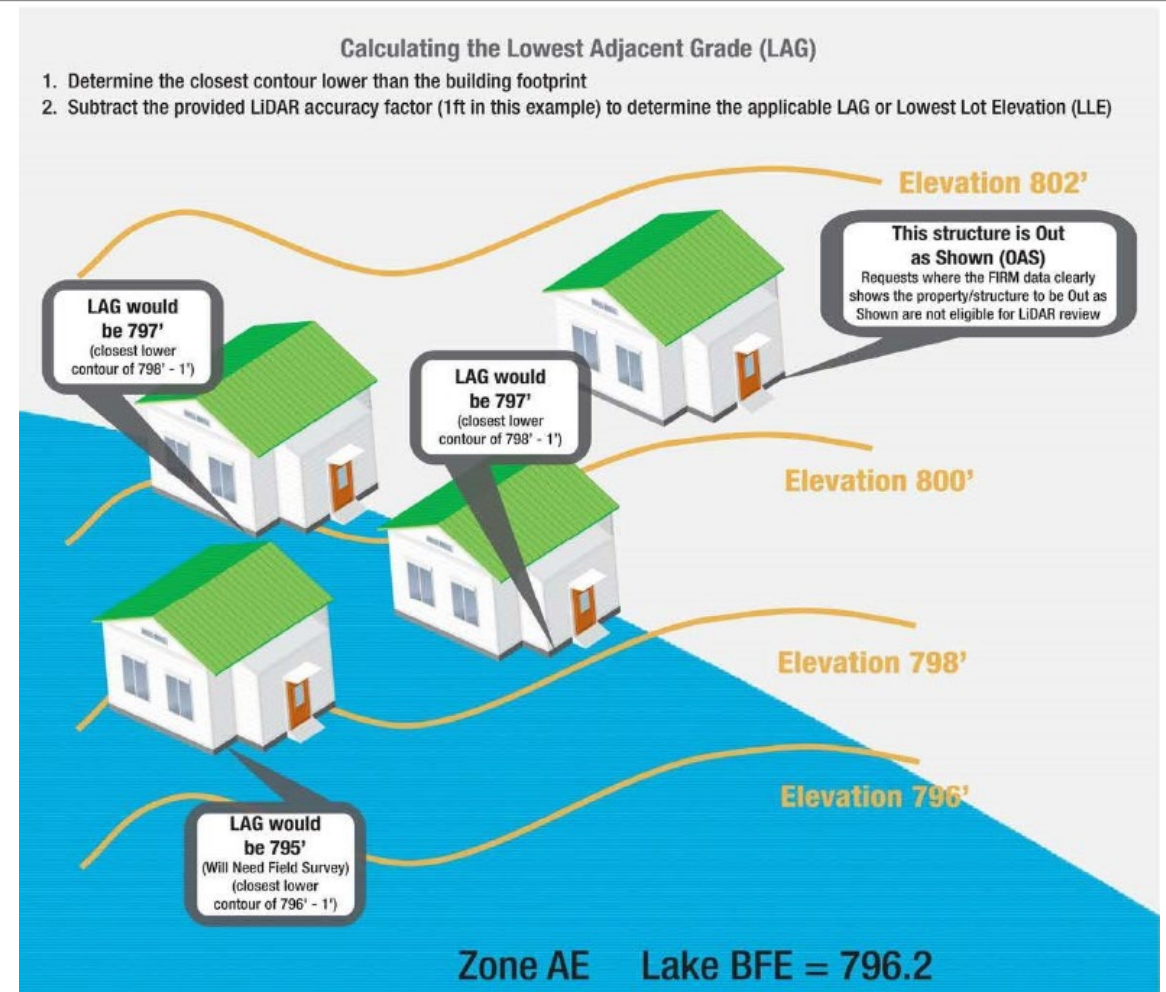 Calculating the Lowest Adjacent Grade (LAG)
1. Determine the closest contour lower than the building footprint
2. Subtract the provided LiDAR accuracy factor (1ft in this example) to determine the applicable LAG or Lowest Lot Elevation (LLE)
Elevation 802'
This structure is Out
as Shown (OAS)
Requests where the FIRM data clearly
shows the property/structure to be Out as
Shown are not eligible for LiDAR review
LAG would
be 797'
(closest lower
contour of 798' - 1')
LAG would
be 797'
(closest lower
contour of 798' - 1')
Elevation 800'
Elevation 798'
Elevation 796'
LAG would
be 795'
(Will Need Field Survey)
(closest lower
contour of 796' - 1')
Zone AE Lake BFE = 796.2